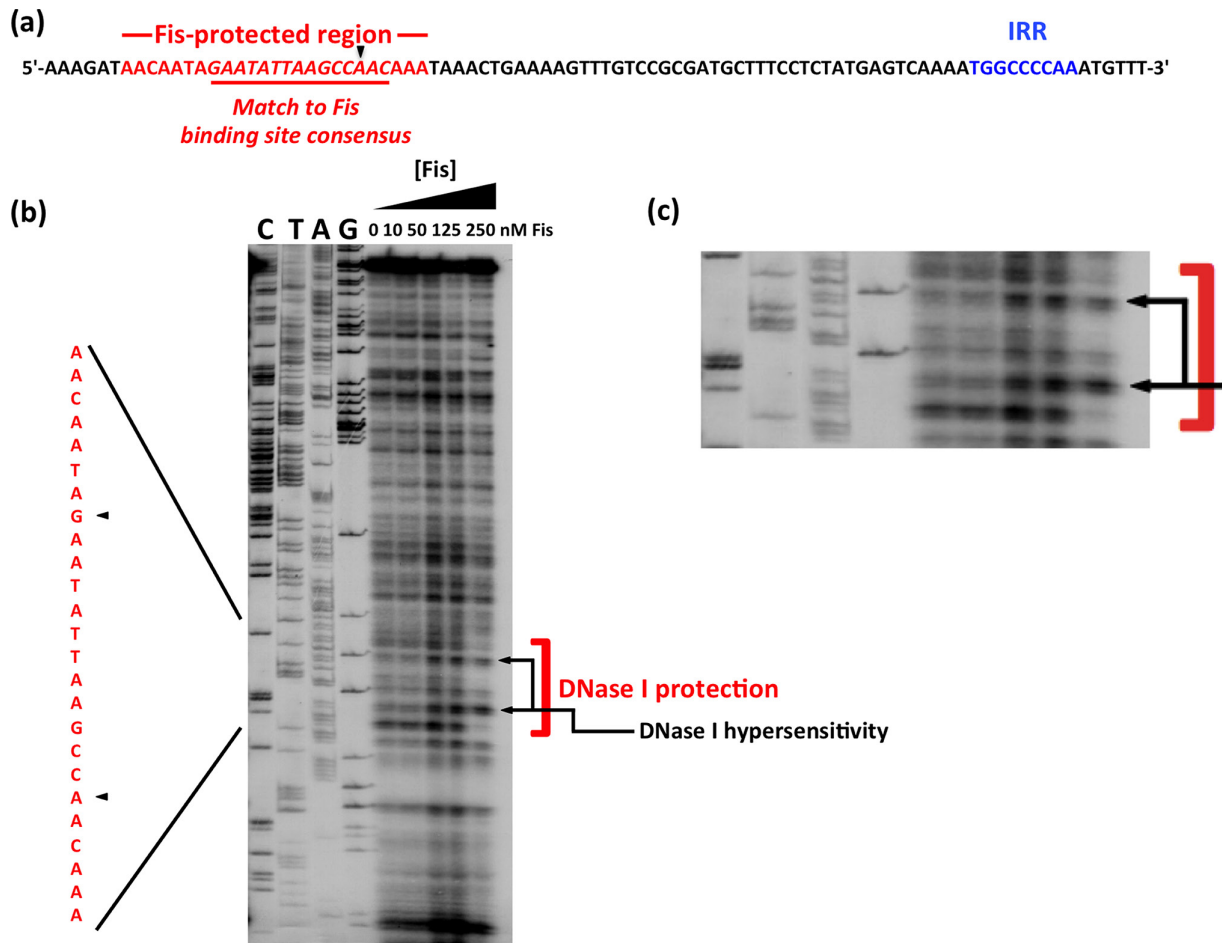 (a)
Fis-protected region
IRR
5'-AAAGATAACAATAGAATATTAAGCCAACAAATAAACTGAAAAGTTTGTCCGCGATGCTTTCCTCTATGAGTCAAAATGGCCCCAAATGTTT-3'
Match to Fis
binding site consensus
[Fis]
(b)
(c)
C T A G 0 10 50 125 250 nM Fis
A
A
C
A
A
T
A
G
A
A
T
A
T
T
A
A
G
C
C
A
A
C
A
A
A
DNase I protection
DNase I hypersensitivity